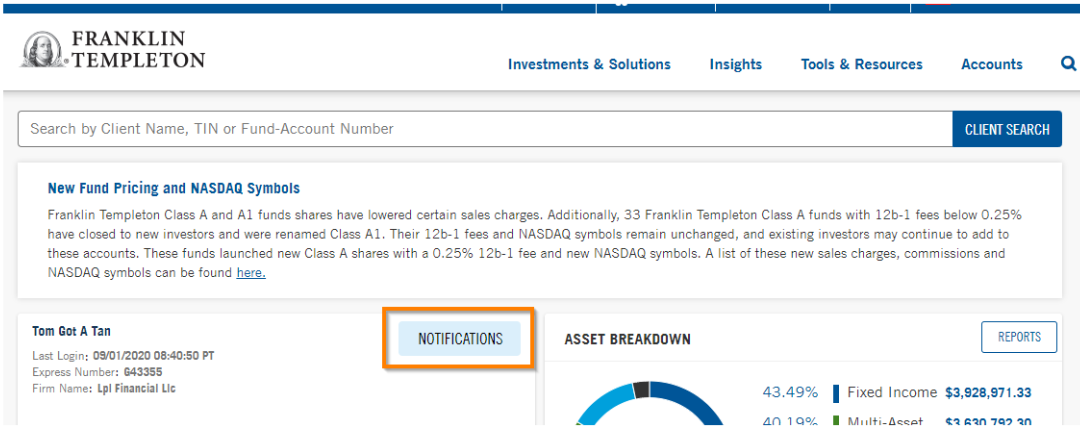 FRANKLIN
TEMPLETON
Investments & Solutions Insights Tools & Resources Accounts
Search by Client Name, TIN or Fund-Account Number CLIENT SEARCH
New Fund Pricing and NASDAQ Symbols
Franklin Templeton Class A and A1 funds shares have lowered certain sales charges. Additionally, 33 Franklin Templeton Class A funds with 12b-1 fees below 0.25%
have closed to new investors and were renamed Class A1. Their 12b-1 fees and NASDAQ symbols remain unchanged, and existing investors may continue to add to
these accounts. These funds launched new Class A shares with a 0.25% 12b-1 fee and new NASDAQ symbols. A list of these new sales charges, commissions and
NASDAQ symbols can be found here.
Tom Got A Tan
NOTIFICATIONS
Last Login: 09/01/2020 08:40:50 PT
Express Number: 643355
Firm Name: Lpl Financial Llc
ASSET BREAKDOWN REPORTS
43.49% Fixed Income $3,928,971.33
40.19% Multi-Asset $3,630,792.30